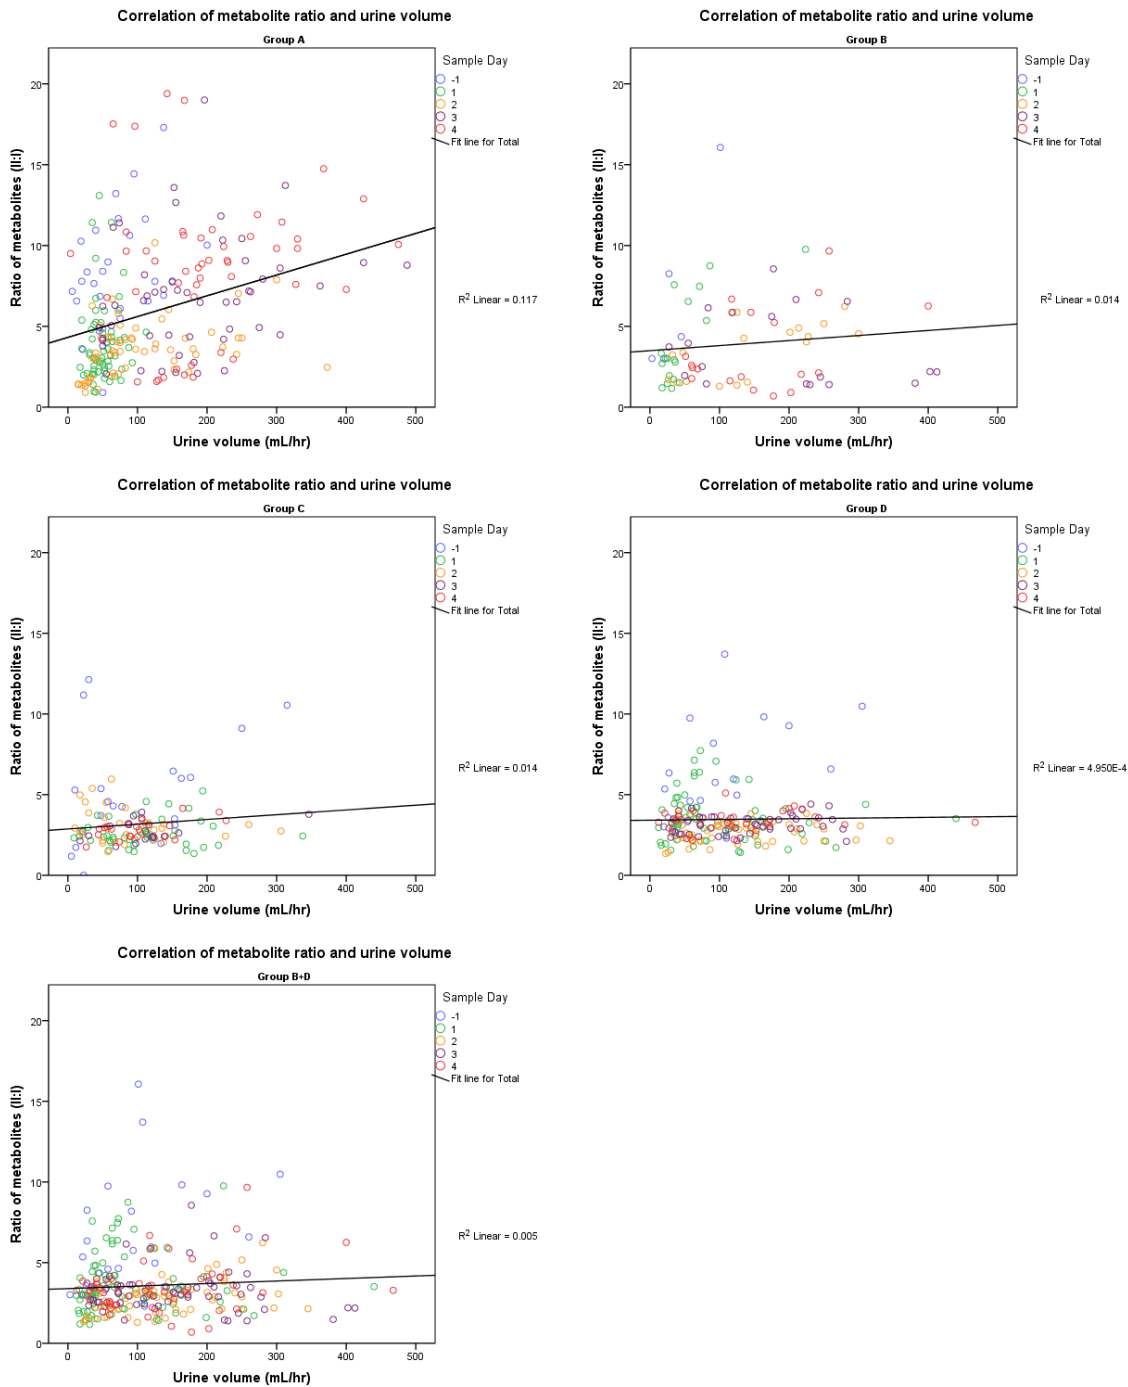 Correlation of metabolite ratio and urine volume
Group A
Sample Day
-1
1
2
3
4
Fit line for Total
20
15
10
5
0
Ratio of metabolites (II:I)
R² Linear = 0.117
0 100 200 300 400 500
Urine volume (mL/hr)
Correlation of metabolite ratio and urine volume
Group B
Sample Day
-1
1
2
3
4
Fit line for Total
20
15
10
5
0
Ratio of metabolites (II:I)
R² Linear = 0.014
0 100 200 300 400 500
Urine volume (mL/hr)
Correlation of metabolite ratio and urine volume
Group C
Sample Day
-1
1
2
3
4
Fit line for Total
20
15
10
5
0
Ratio of metabolites (II:I)
R² Linear = 0.014
0 100 200 300 400 500
Urine volume (mL/hr)
Correlation of metabolite ratio and urine volume
Group D
Sample Day
-1
1
2
3
4
Fit line for Total
20
15
10
5
0
Ratio of metabolites (II:I)
R² Linear = 4.950E-4
0 100 200 300 400 500
Urine volume (mL/hr)
Correlation of metabolite ratio and urine volume
Group B+D
Sample Day
-1
1
2
3
4
Fit line for Total
20
15
10
5
0
Ratio of metabolites (II:I)
R² Linear = 0.005
0 100 200 300 400 500
Urine volume (mL/hr)